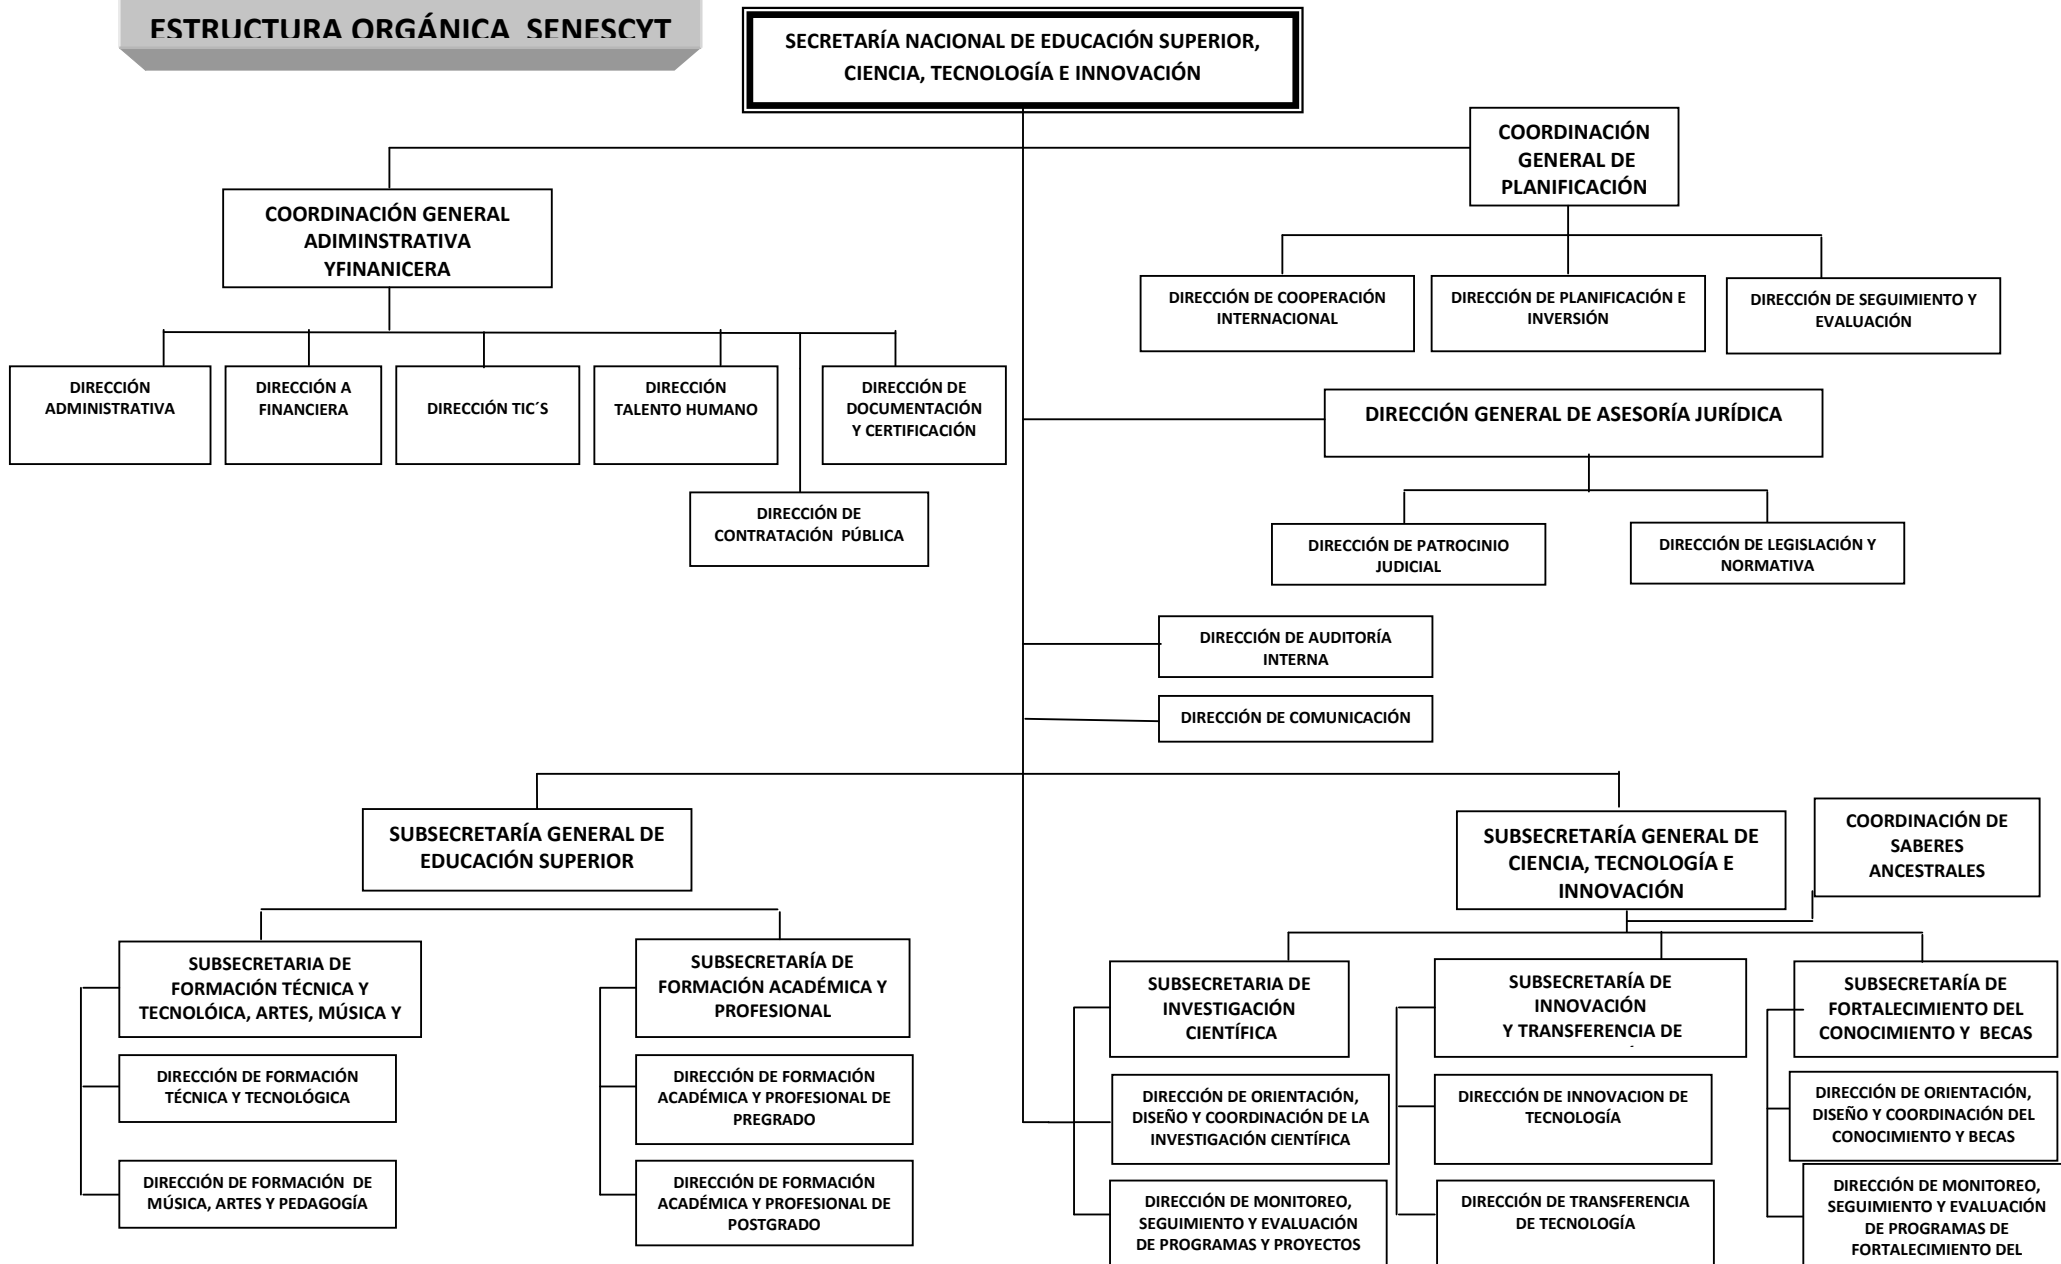 ESTRUCTURA ORGÁNICA SENESCYT
SECRETARÍA NACIONAL DE EDUCACIÓN SUPERIOR,
CIENCIA, TECNOLOGÍA E INNOVACIÓN
COORDINACIÓN
GENERAL DE
PLANIFICACIÓN
COORDINACIÓN GENERAL
ADIMINSTRATIVA
YFINANICERA
DIRECCIÓN DE COOPERACIÓN
INTERNACIONAL
DIRECCIÓN DE PLANIFICACIÓN E
INVERSIÓN
DIRECCIÓN DE SEGUIMIENTO Y
EVALUACIÓN
DIRECCIÓN
ADMINISTRATIVA
DIRECCIÓN A
FINANCIERA
DIRECCIÓN TIC´S
DIRECCIÓN
TALENTO HUMANO
DIRECCIÓN DE
DOCUMENTACIÓN
Y CERTIFICACIÓN
DIRECCIÓN DE
CONTRATACIÓN PÚBLICA
DIRECCIÓN GENERAL DE ASESORÍA JURÍDICA
DIRECCIÓN DE PATROCINIO
JUDICIAL
DIRECCIÓN DE LEGISLACIÓN Y
NORMATIVA
DIRECCIÓN DE AUDITORÍA
INTERNA
DIRECCIÓN DE COMUNICACIÓN
SUBSECRETARÍA GENERAL DE
EDUCACIÓN SUPERIOR
SUBSECRETARÍA GENERAL DE
CIENCIA, TECNOLOGÍA E
INNOVACIÓN
COORDINACIÓN DE
SABERES
ANCESTRALES
SUBSECRETARIA DE
FORMACIÓN TÉCNICA Y
TECNOLÓICA, ARTES, MÚSICA Y
SUBSECRETARÍA DE
FORMACIÓN ACADÉMICA Y
PROFESIONAL
SUBSECRETARIA DE
INVESTIGACIÓN
CIENTÍFICA
SUBSECRETARÍA DE
INNOVACIÓN
Y TRANSFERENCIA DE
SUBSECRETARÍA DE
FORTALECIMIENTO DEL
CONOCIMIENTO Y BECAS
DIRECCIÓN DE FORMACIÓN
TÉCNICA Y TECNOLÓGICA
DIRECCIÓN DE FORMACIÓN
ACADÉMICA Y PROFESIONAL DE
PREGRADO
DIRECCIÓN DE ORIENTACIÓN,
DISEÑO Y COORDINACIÓN DE LA
INVESTIGACIÓN CIENTÍFICA
DIRECCIÓN DE INNOVACION DE
TECNOLOGÍA
DIRECCIÓN DE ORIENTACIÓN,
DISEÑO Y COORDINACIÓN DEL
CONOCIMIENTO Y BECAS
DIRECCIÓN DE FORMACIÓN DE
MÚSICA, ARTES Y PEDAGOGÍA
DIRECCIÓN DE FORMACIÓN
ACADÉMICA Y PROFESIONAL DE
POSTGRADO
DIRECCIÓN DE MONITOREO,
SEGUIMIENTO Y EVALUACIÓN
DE PROGRAMAS Y PROYECTOS
DIRECCIÓN DE TRANSFERENCIA
DE TECNOLOGÍA
DIRECCIÓN DE MONITOREO,
SEGUIMIENTO Y EVALUACIÓN
DE PROGRAMAS DE
FORTALECIMIENTO DEL